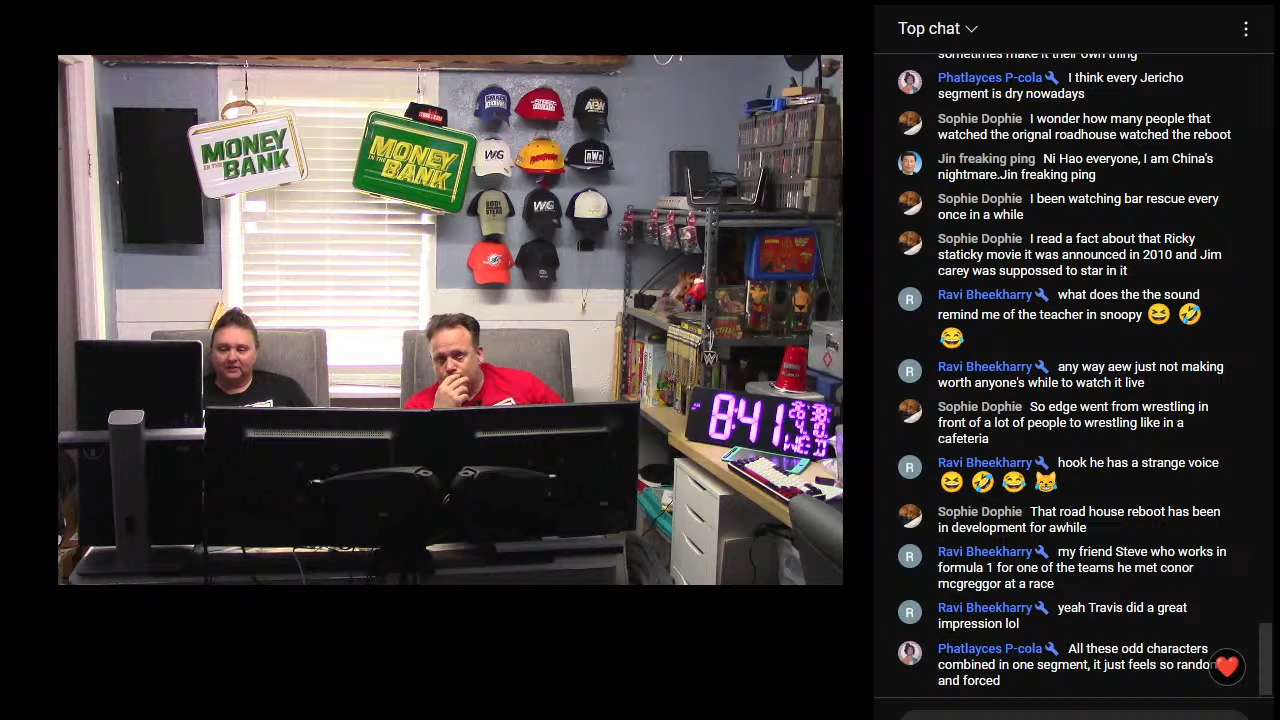 Top chat
sometimes make it their own thing
Phatlayces P-cola I think every Jericho
segment is dry nowadays
Sophie Dophie I wonder how many people that
watched the orignal roadhouse watched the reboot
Jin freaking ping Ni Hao everyone, I am China's
nightmare.Jin freaking ping
Sophie Dophie I been watching bar rescue every
once in a while
Sophie Dophie I read a fact about that Ricky
staticky movie it was announced in 2010 and Jim
carey was suppossed to star in it
R Ravi Bheekharry what does the the sound
remind me of the teacher in snoopy 😆 🤣
😂
R Ravi Bheekharry any way aew just not making
worth anyone's while to watch it live
Sophie Dophie So edge went from wrestling in
front of a lot of people to wrestling like in a
cafeteria
R Ravi Bheekharry hook he has a strange voice
😆 🤣 😂 😹
Sophie Dophie That road house reboot has been
in development for awhile
R Ravi Bheekharry my friend Steve who works in
formula 1 for one of the teams he met conor
mcgreggor at a race
R Ravi Bheekharry yeah Travis did a great
impression lol
Phatlayces P-cola All these odd characters
combined in one segment, it just feels so random
and forced
MONEY
IN THE
BANK
MONEY
IN THE
BANK
AEW
nWo
8:41